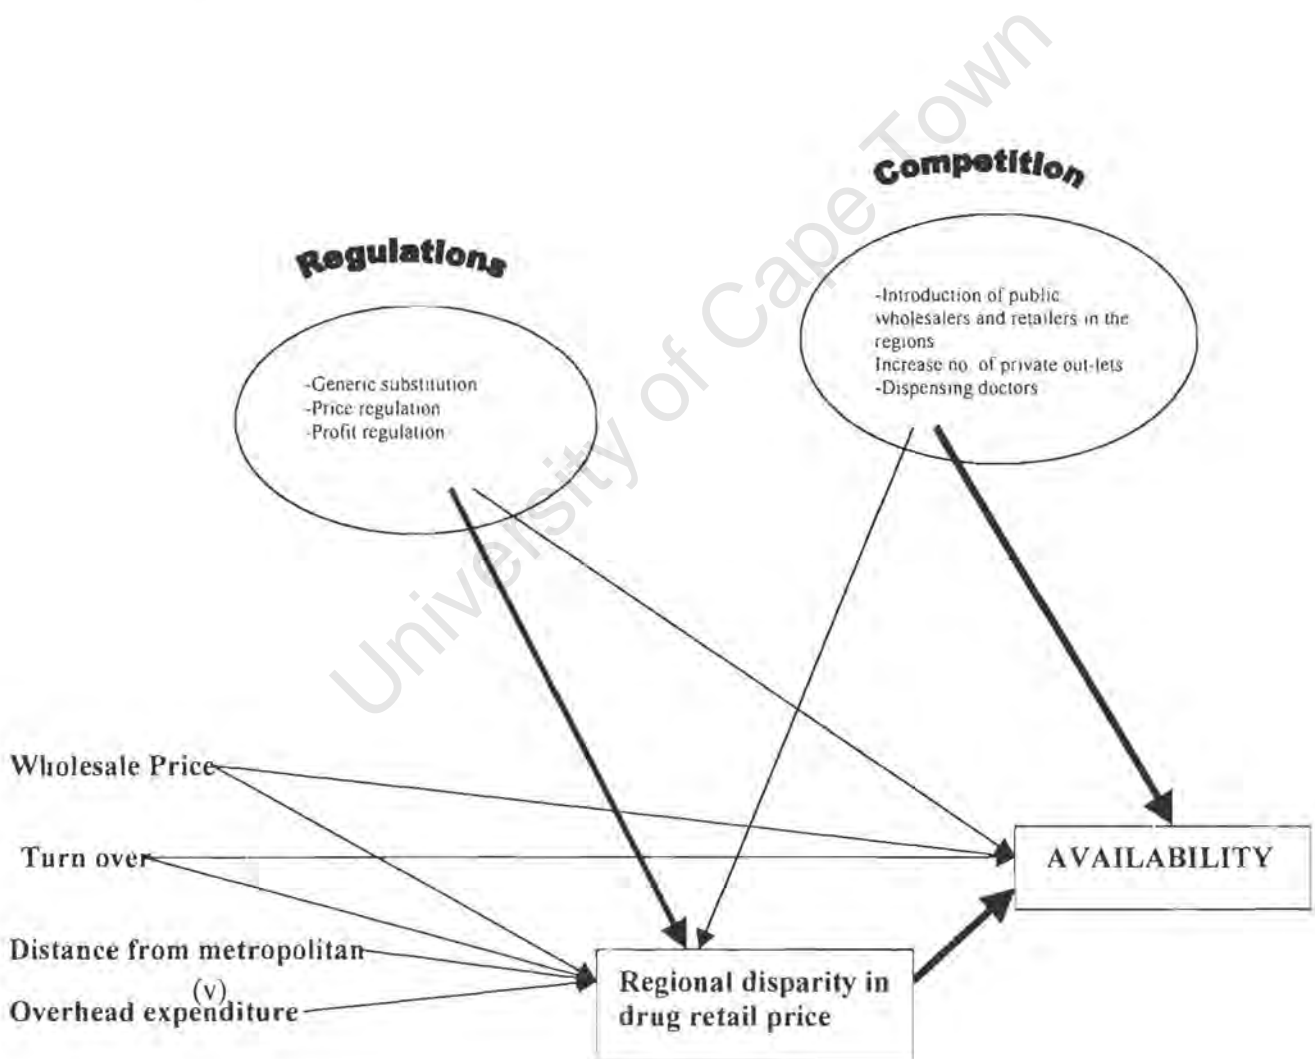 University of Cape Town
Competition
Regulations
-Introduction of public
wholesalers and retailers in the
regions
Increase no. of private out-lets
-Dispensing doctors
-Generic substitution
-Price regulation
-Profit regulation
Wholesale Price
Turn over
AVAILABILITY
Distance from metropolitan
(v)
Overhead expenditure
Regional disparity in
drug retail price